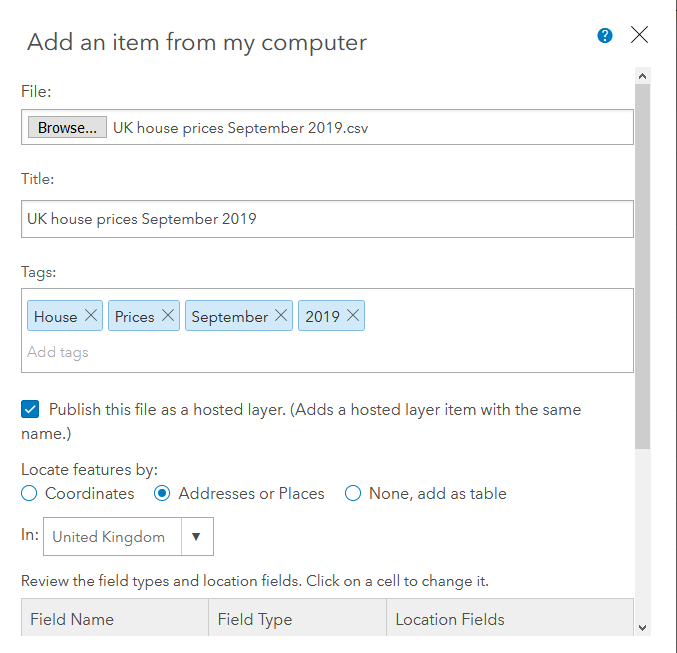 Add an item from my computer ?
File:
Browse... UK house prices September 2019.csv
Title:
UK house prices September 2019
Tags:
House Prices September 2019
Add tags
Publish this file as a hosted layer. (Adds a hosted layer item with the same
name.)
Locate features by:
Coordinates Addresses or Places None, add as table
In: United Kingdom
Review the field types and location fields. Click on a cell to change it.
Field Name Field Type Location Fields